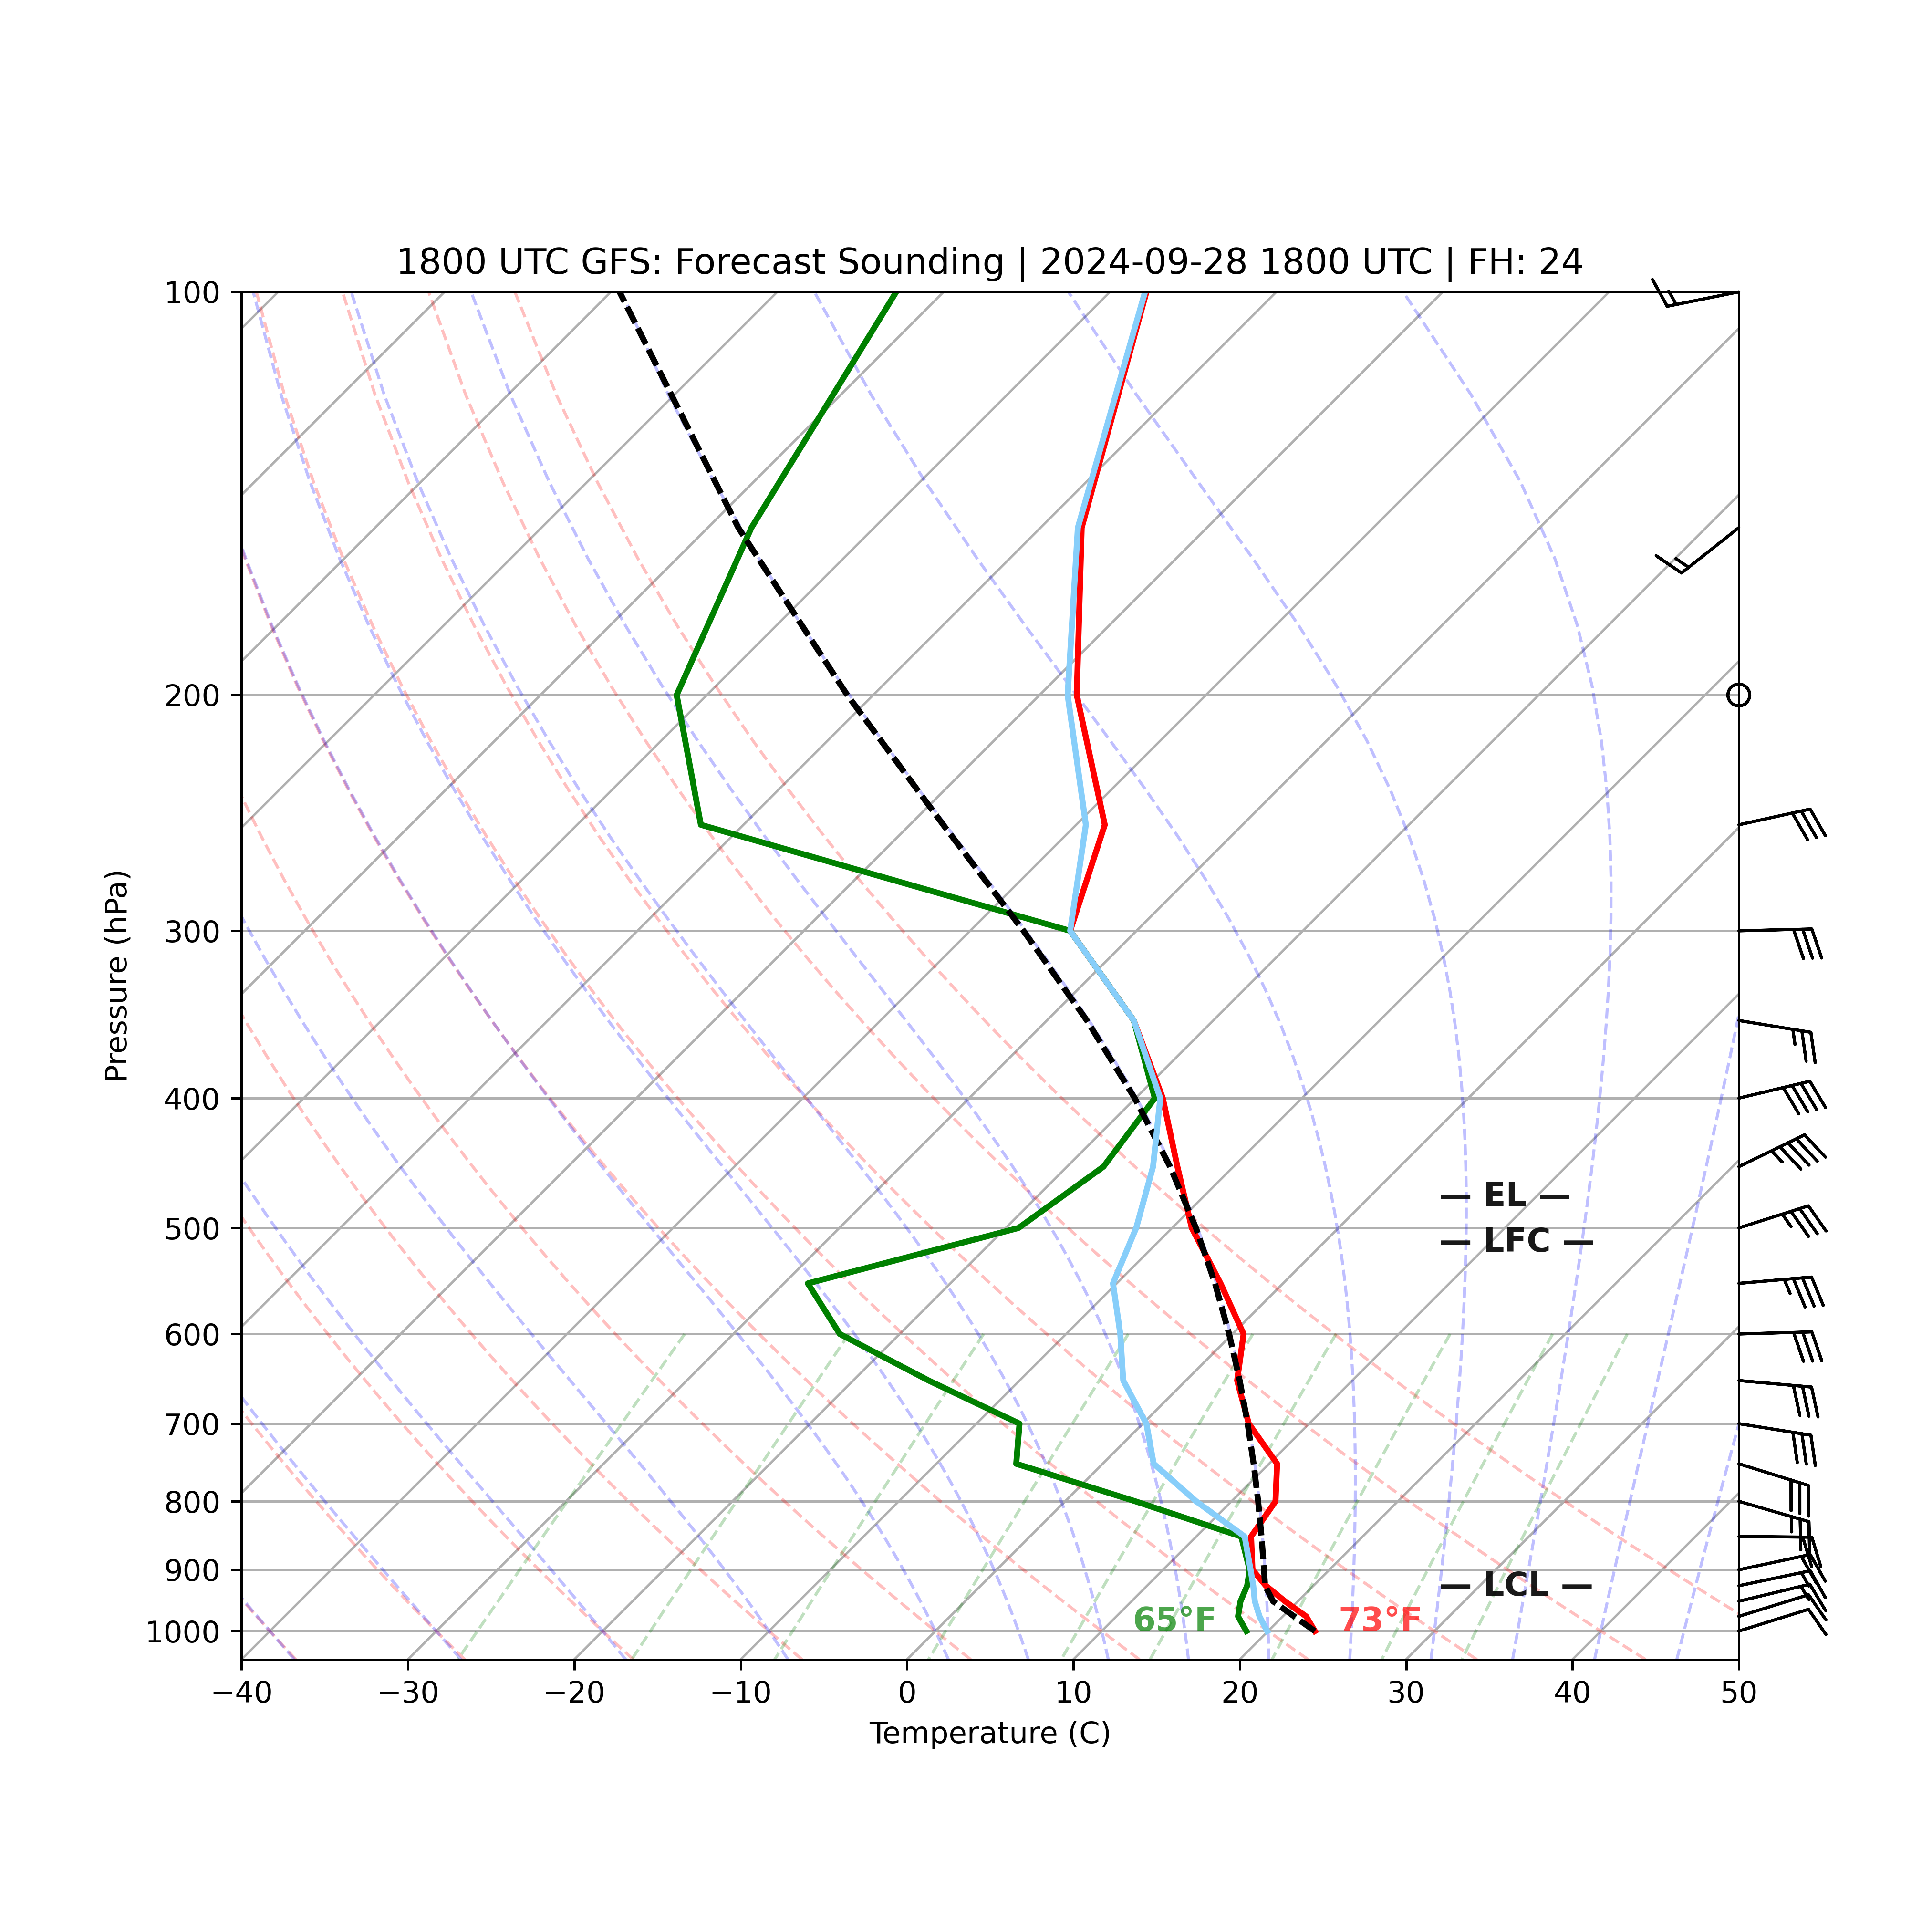 1800 UTC GFS: Forecast Sounding | 2024-09-28 1800 UTC | FH: 24
100
200
300
400
500
600
700
800
900
1000
Pressure (hPa)
— EL —
— LFC —
— LCL —
65°F
73°F
−40
−30
−20
−10
0
10
20
30
40
50
Temperature (C)